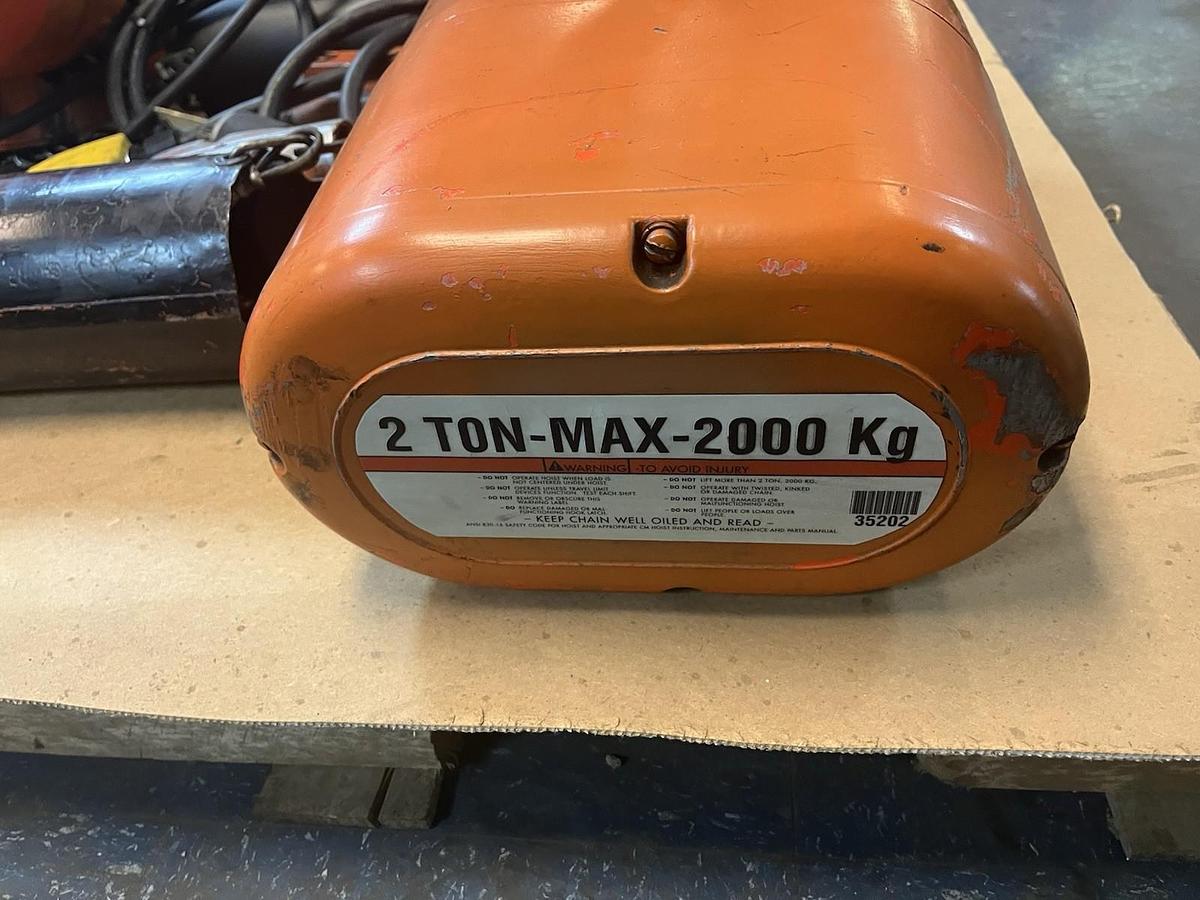 2 TON-MAX-2000 Kg
WARNING -TO AVOID INJURY
- DO NOT OPERATE HOIST WHEN LOAD IS
NOT CENTERED UNDER HOIST.
- DO NOT OPERATE UNLESS TRAVEL LIMIT
DEVICES FUNCTION. TEST EACH SHIFT.
- DO NOT REMOVE OR OBSCURE THIS
WARNING LABEL.
- DO REPLACE DAMAGED OR MAL
FUNCTIONING HOOK LATCH.
- DO NOT LIFT MORE THAN 2 TON, 2000 KG.
- DO NOT OPERATE WITH TWISTED, KINKED
OR DAMAGED CHAIN.
- DO NOT OPERATE DAMAGED OR
MALFUNCTIONING HOIST
- DO NOT LIFT PEOPLE OR LOADS OVER
PEOPLE.
35202
- KEEP CHAIN WELL OILED AND READ -
ANSI B30.16 SAFETY CODE FOR HOIST AND APPROPRIATE CM HOIST INSTRUCTION, MAINTENANCE AND PARTS MANUAL.